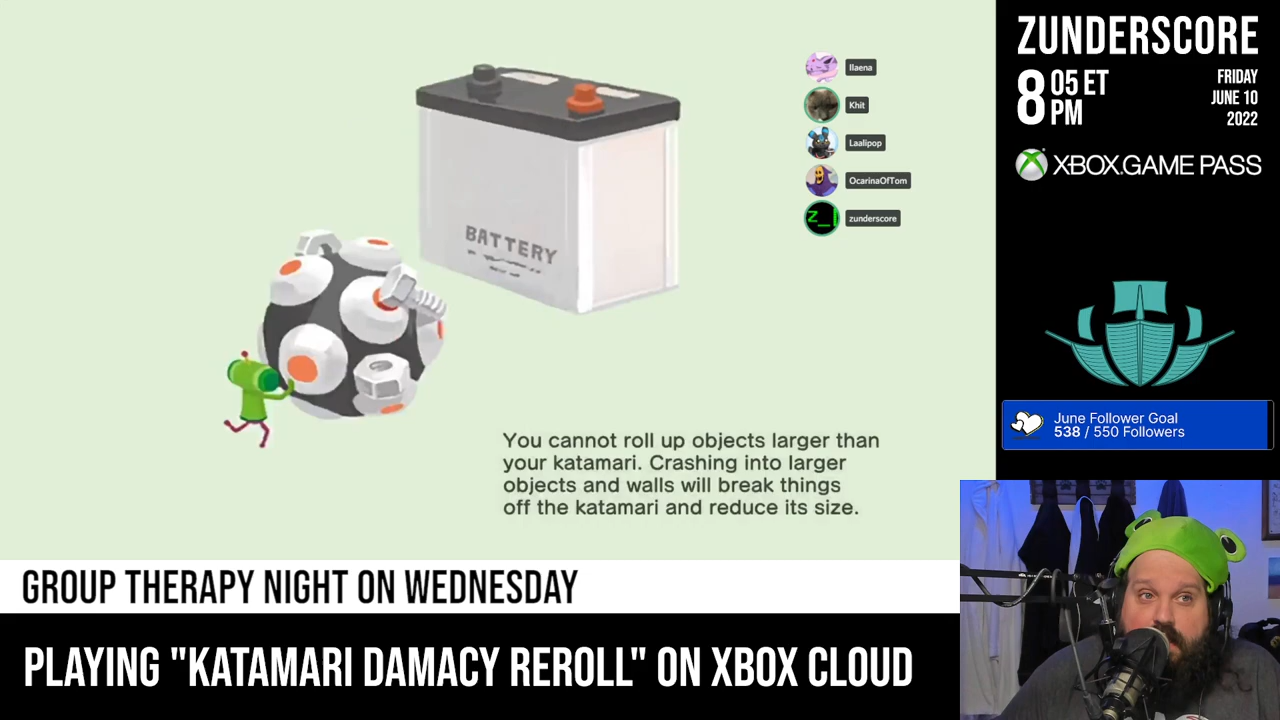 ZUNDERSCORE
8 05 ET
PM
FRIDAY
JUNE 10
2022
XBOX GAME PASS
Ilaena
Khit
Laalipop
OcarinaOfTom
z_
zunderscore
BATTERY
You cannot roll up objects larger than
your katamari. Crashing into larger
objects and walls will break things
off the katamari and reduce its size.
June Follower Goal
538 / 550 Followers
GROUP THERAPY NIGHT ON WEDNESDAY
PLAYING "KATAMARI DAMACY REROLL" ON XBOX CLOUD